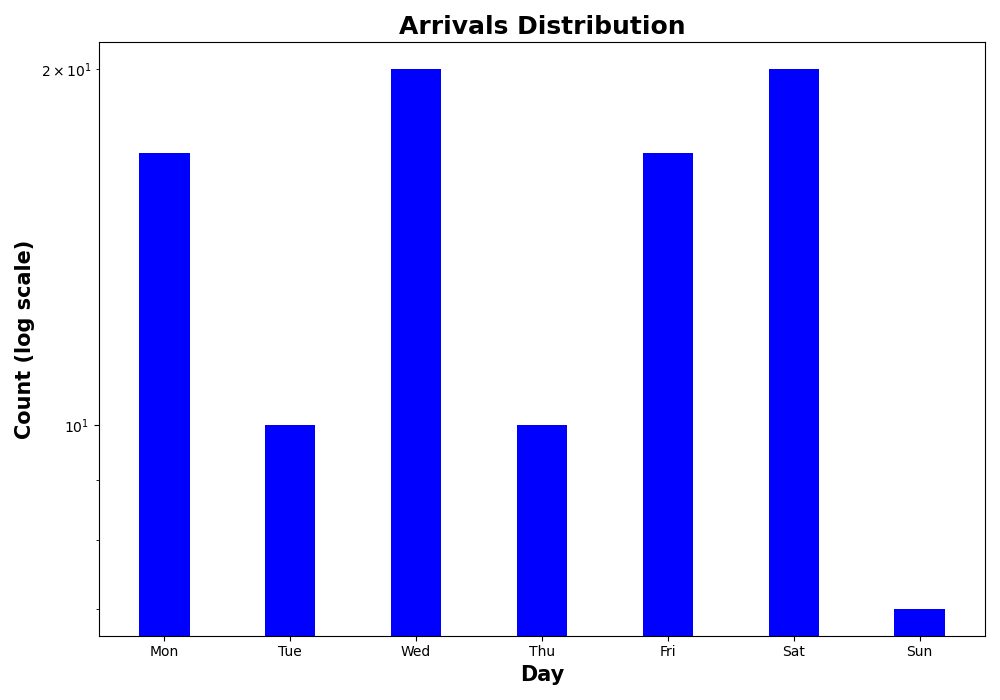 Arrivals Distribution
2 × 10¹
10¹
Count (log scale)
Mon Tue Wed Thu Fri Sat Sun
Day